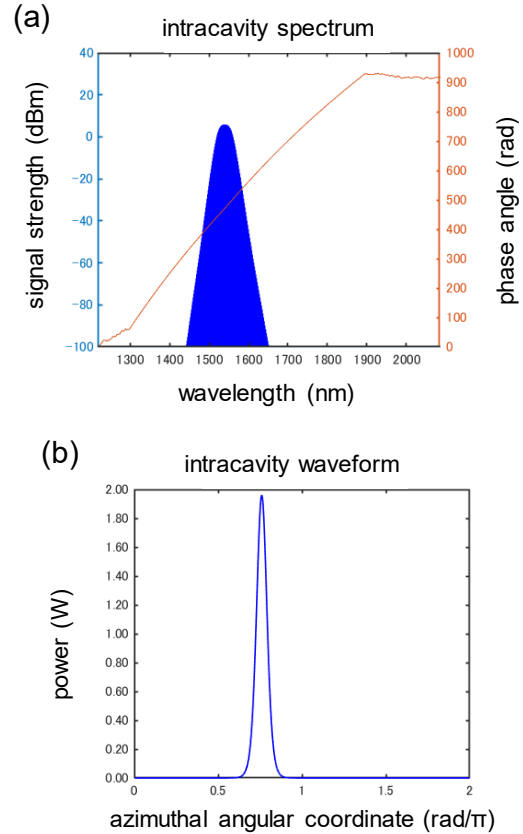 (a)
intracavity spectrum
signal strength (dBm)
40
20
0
−20
−40
−60
−80
−100
1300 1400 1500 1600 1700 1800 1900 2000
wavelength (nm)
1000
900
800
700
600
500
400
300
200
100
0
phase angle (rad)
(b)
intracavity waveform
power (W)
2.00
1.80
1.60
1.40
1.20
1.00
0.80
0.60
0.40
0.20
0.00
0 0.5 1 1.5 2
azimuthal angular coordinate (rad/π)